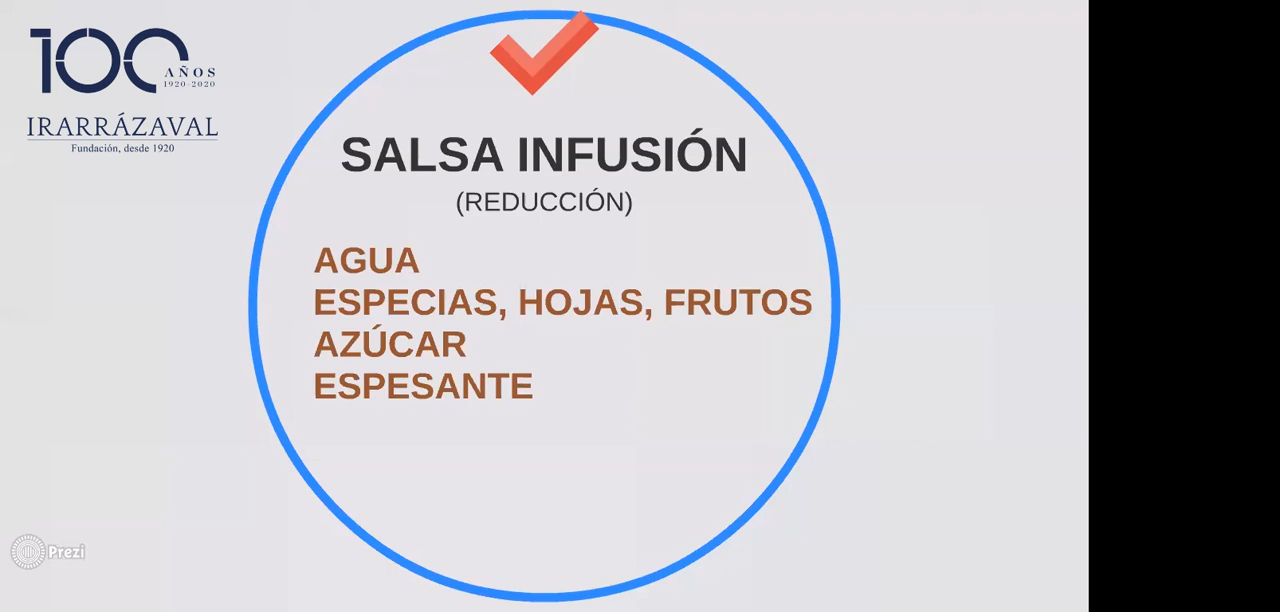 100
AÑOS
1920-2020
IRARRÁZAVAL
Fundación, desde 1920
SALSA INFUSIÓN
(REDUCCIÓN)
AGUA
ESPECIAS, HOJAS, FRUTOS
AZÚCAR
ESPESANTE
Prezi